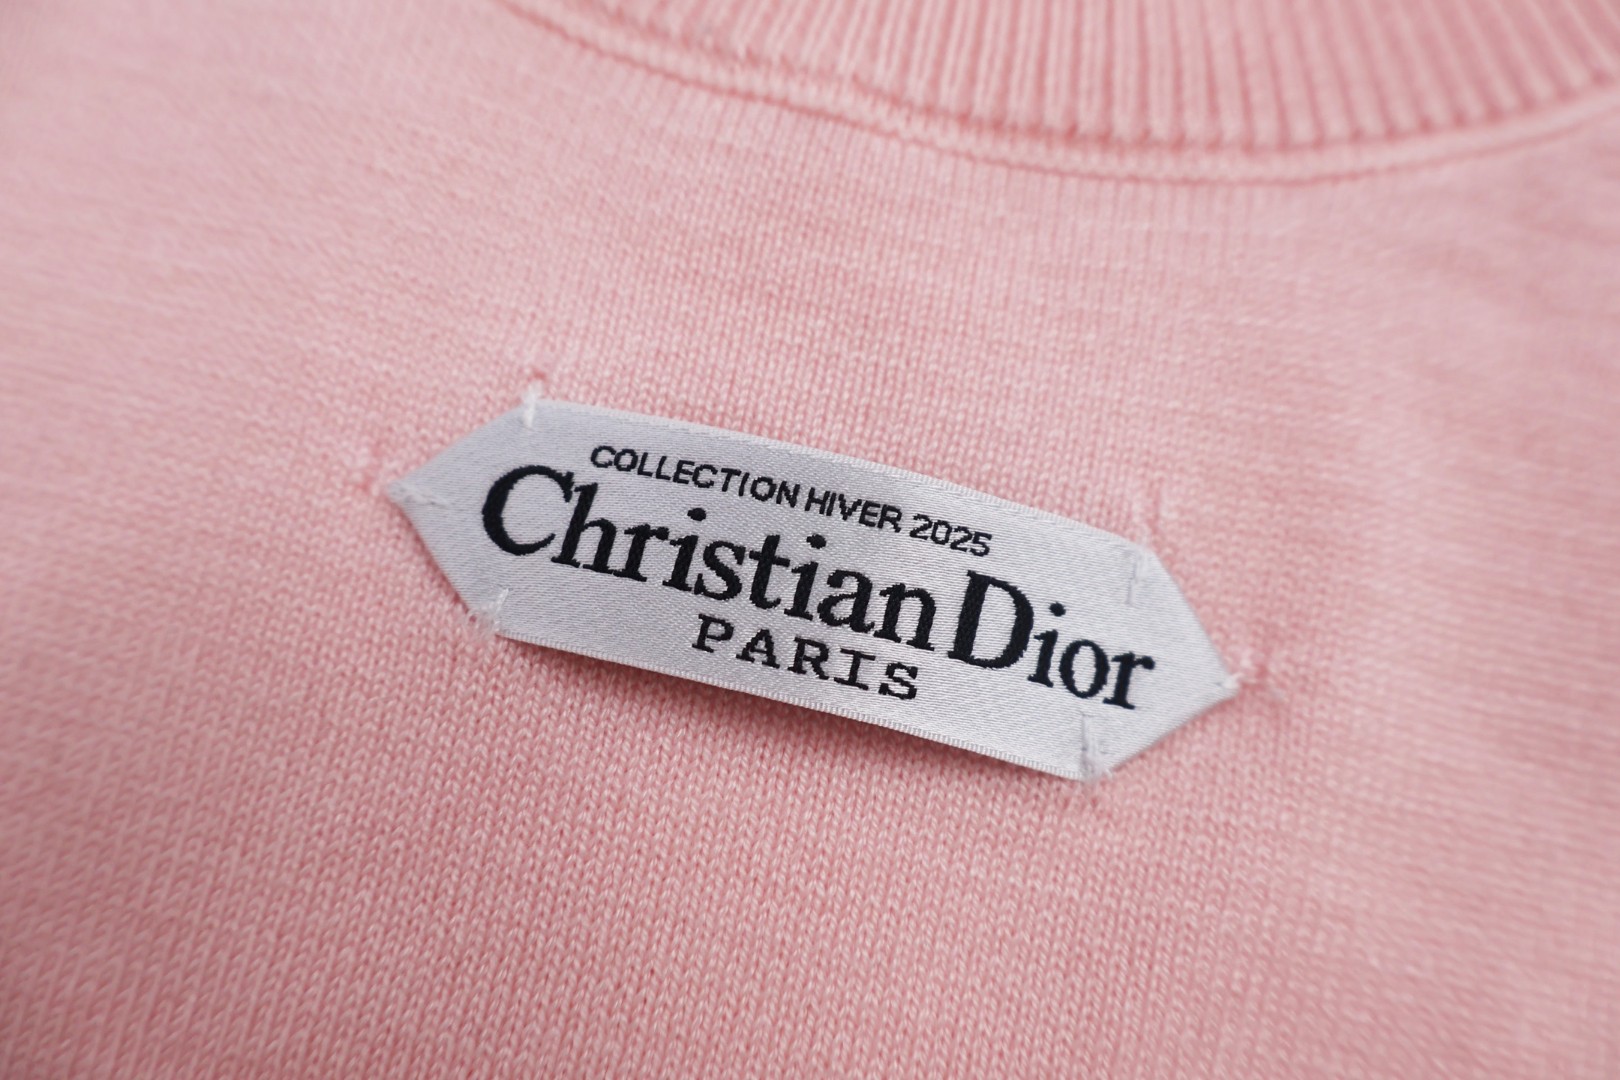 COLLECTION HIVER 2025
Christian Dior
PARIS